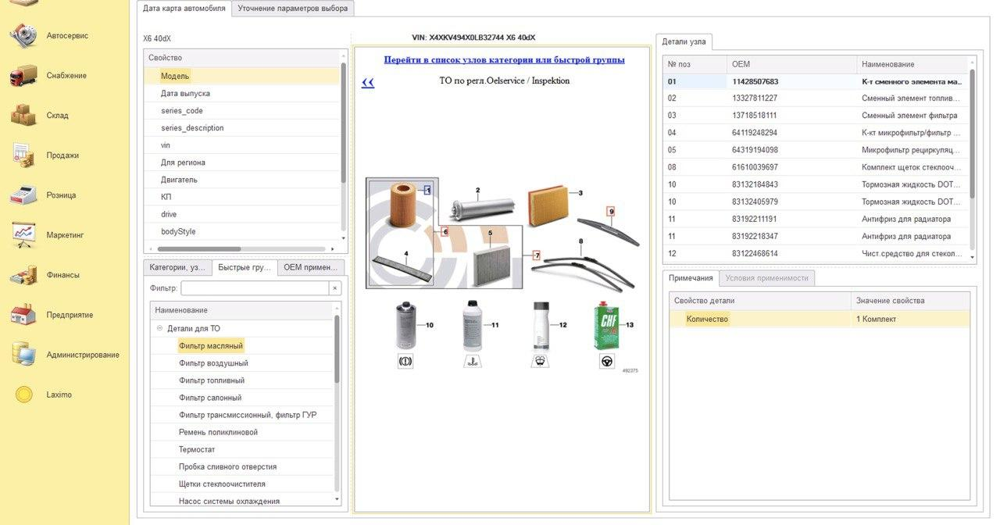 Дата карта автомобиля
Уточнение параметров выбора
Автосервис
Снабжение
Склад
Продажи
Розница
Маркетинг
Финансы
Предприятие
Администрирование
Laximo
X6 40dX
Свойство
Модель
Дата выпуска
series_code
series_description
vin
Для региона
Двигатель
КП
drive
bodyStyle
Категории, уз...
Быстрые гру...
OEM примен...
Фильтр:
×
Наименование
Детали для ТО
Фильтр масляный
Фильтр воздушный
Фильтр топливный
Фильтр салонный
Фильтр трансмиссионный, фильтр ГУР
Ремень поликлиновой
Термостат
Пробка сливного отверстия
Щетки стеклоочистителя
Насос системы охлаждения
VIN: X4XKV494X0LB32744 X6 40dX
Перейти в список узлов категории или быстрой группы
<<
ТО по регл.Oelservice / Inspektion
1
2
3
9
6
5
4
7
8
10
11
12
CHF
13
492375
Детали узла
№ поз OEM Наименование
01 11428507683 К-т сменного элемента ма...
02 13327811227 Сменный элемент топлив...
03 13718518111 Сменный элемент фильтра
04 64119248294 К-кт микрофильтр/фильтр ...
05 64319194098 Микрофильтр рециркуляц...
08 61610039697 Комплект щеток стеклооч...
10 83132184843 Тормозная жидкость DOT...
10 83132405979 Тормозная жидкость DOT...
11 83192211191 Антифриз для радиатора
11 83192218347 Антифриз для радиатора
12 83122468614 Чист.средство для стекол...
Примечания
Условия применимости
Свойство детали Значение свойства
Количество 1 Комплект